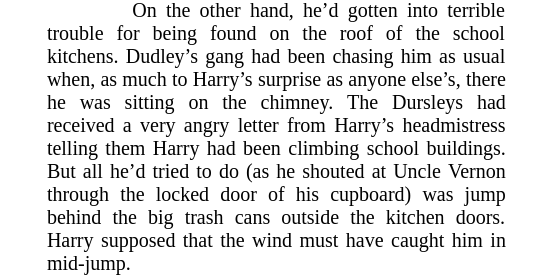 On the other hand, he’d gotten into terrible
trouble for being found on the roof of the school
kitchens. Dudley’s gang had been chasing him as usual
when, as much to Harry’s surprise as anyone else’s, there
he was sitting on the chimney. The Dursleys had
received a very angry letter from Harry’s headmistress
telling them Harry had been climbing school buildings.
But all he’d tried to do (as he shouted at Uncle Vernon
through the locked door of his cupboard) was jump
behind the big trash cans outside the kitchen doors.
Harry supposed that the wind must have caught him in
mid-jump.